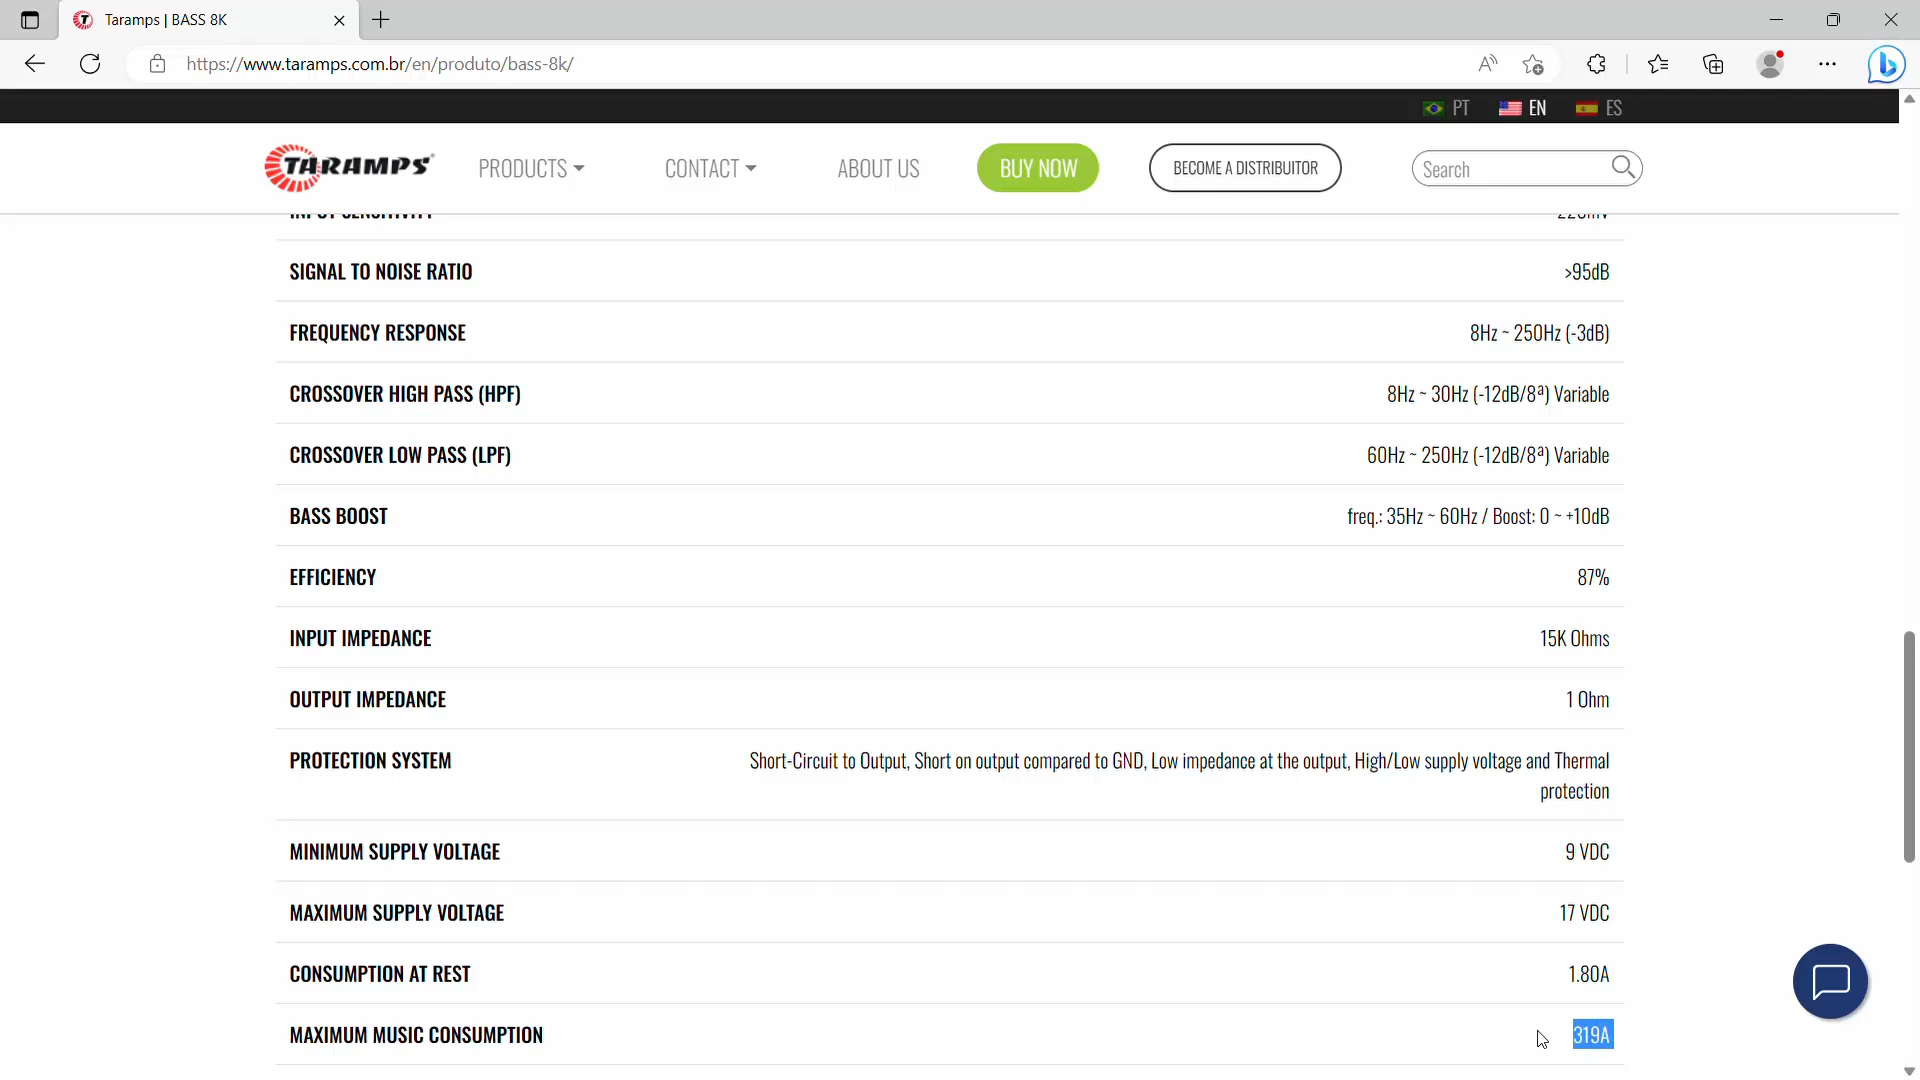 Taramps | BASS 8K
https://www.taramps.com.br/en/produto/bass-8k/
PT EN ES
TARAMPS PRODUCTS CONTACT ABOUT US BUY NOW BECOME A DISTRIBUITOR Search
SIGNAL TO NOISE RATIO >95dB
FREQUENCY RESPONSE 8Hz ~ 250Hz (-3dB)
CROSSOVER HIGH PASS (HPF) 8Hz ~ 30Hz (-12dB/8ª) Variable
CROSSOVER LOW PASS (LPF) 60Hz ~ 250Hz (-12dB/8ª) Variable
BASS BOOST freq.: 35Hz ~ 60Hz / Boost: 0 ~ +10dB
EFFICIENCY 87%
INPUT IMPEDANCE 15K Ohms
OUTPUT IMPEDANCE 1 Ohm
PROTECTION SYSTEM Short-Circuit to Output, Short on output compared to GND, Low impedance at the output, High/Low supply voltage and Thermal
protection
MINIMUM SUPPLY VOLTAGE 9 VDC
MAXIMUM SUPPLY VOLTAGE 17 VDC
CONSUMPTION AT REST 1.80A
MAXIMUM MUSIC CONSUMPTION 319A